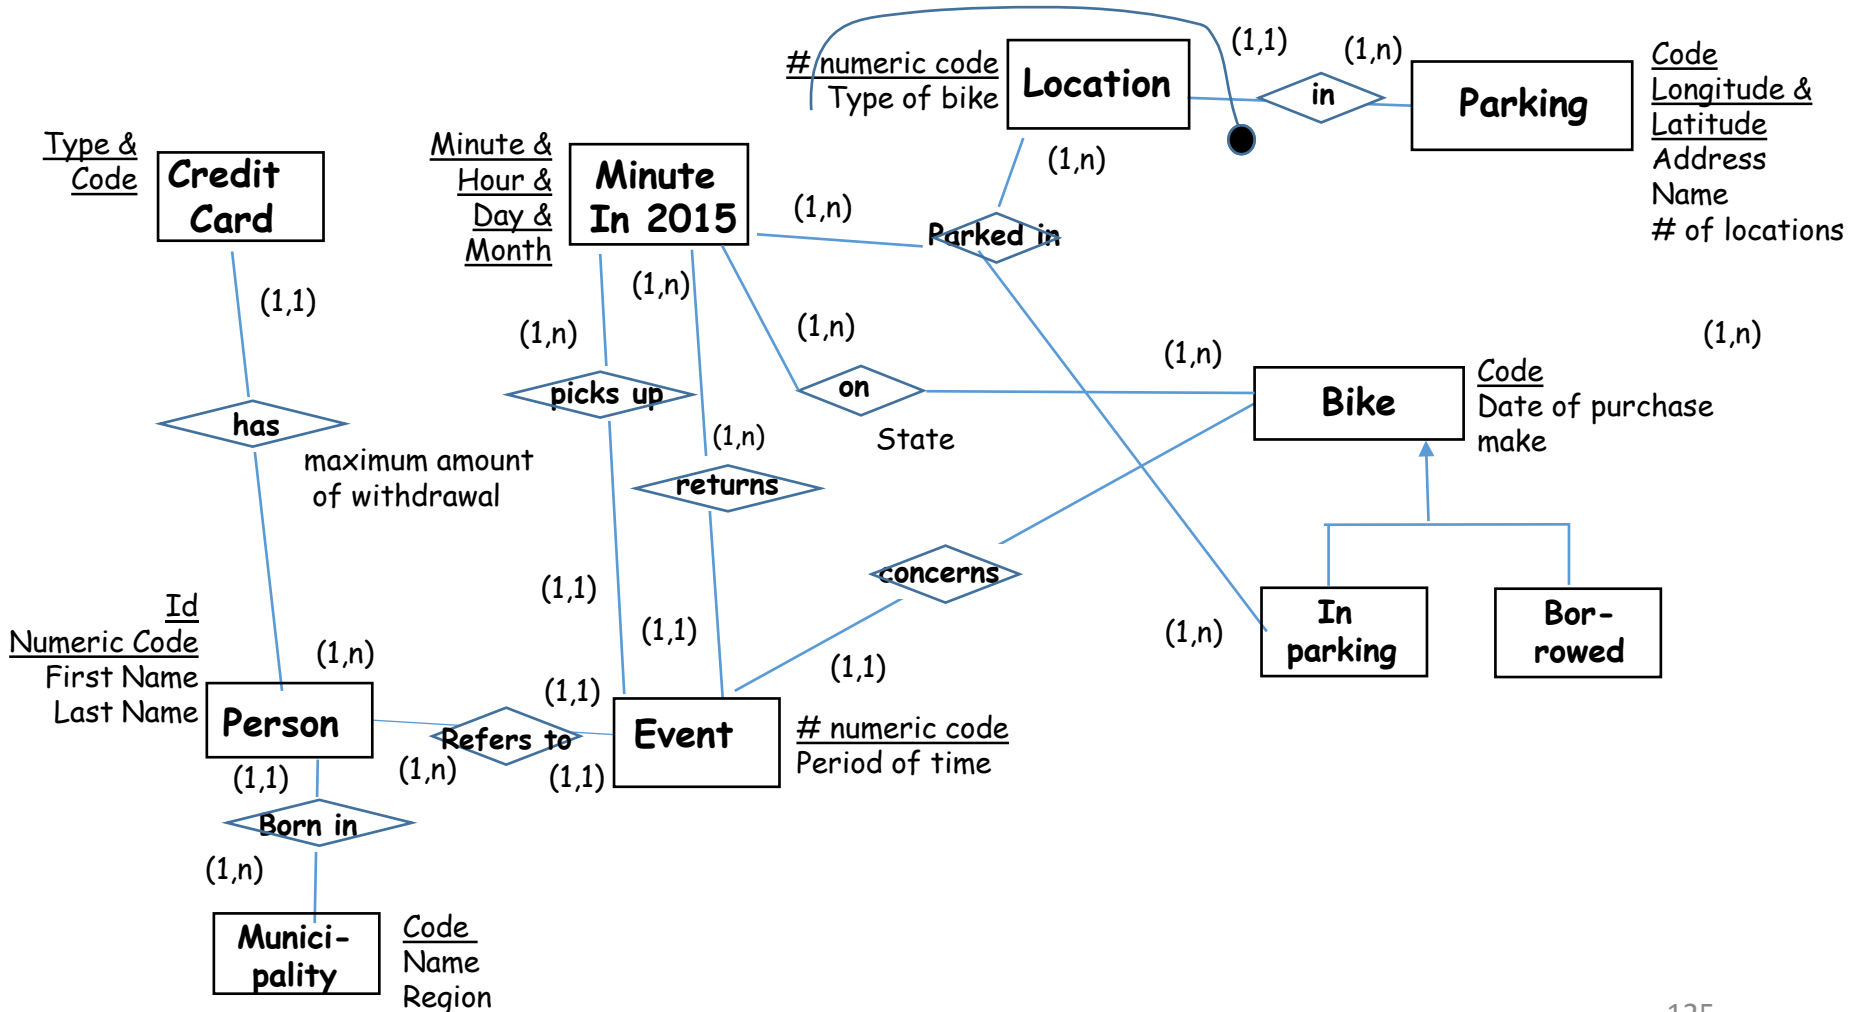 (1,1)
(1,n)
Code
Longitude &
Latitude
Address
Name
# of locations
# numeric code
Type of bike
Location
in
Parking
Type &
Code
Credit
Card
Minute &
Hour &
Day &
Month
Minute
In 2015
(1,n)
(1,n)
Parked in
(1,1)
(1,n)
(1,n)
(1,n)
(1,n)
(1,n)
has
picks up
on
State
Bike
Code
Date of purchase
make
maximum amount
of withdrawal
(1,n)
returns
concerns
(1,1)
(1,1)
(1,1)
(1,n)
In
parking
Bor-
rowed
Id
Numeric Code
First Name
Last Name
(1,n)
Person
(1,1)
Refers to
(1,n)
(1,1)
Event
# numeric code
Period of time
(1,1)
Born in
(1,n)
Munici-
pality
Code
Name
Region